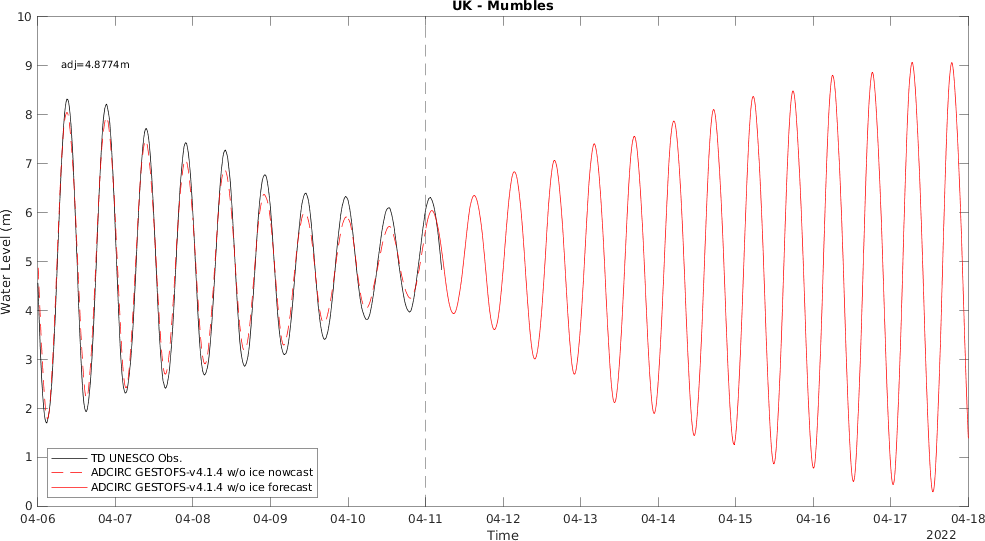 UK - Mumbles
10
9
8
7
6
5
4
3
2
1
0
adj=4.8774m
Water Level (m)
TD UNESCO Obs.
ADCIRC GESTOFS-v4.1.4 w/o ice nowcast
ADCIRC GESTOFS-v4.1.4 w/o ice forecast
04-06 04-07 04-08 04-09 04-10 04-11 04-12 04-13 04-14 04-15 04-16 04-17 04-18
Time
2022